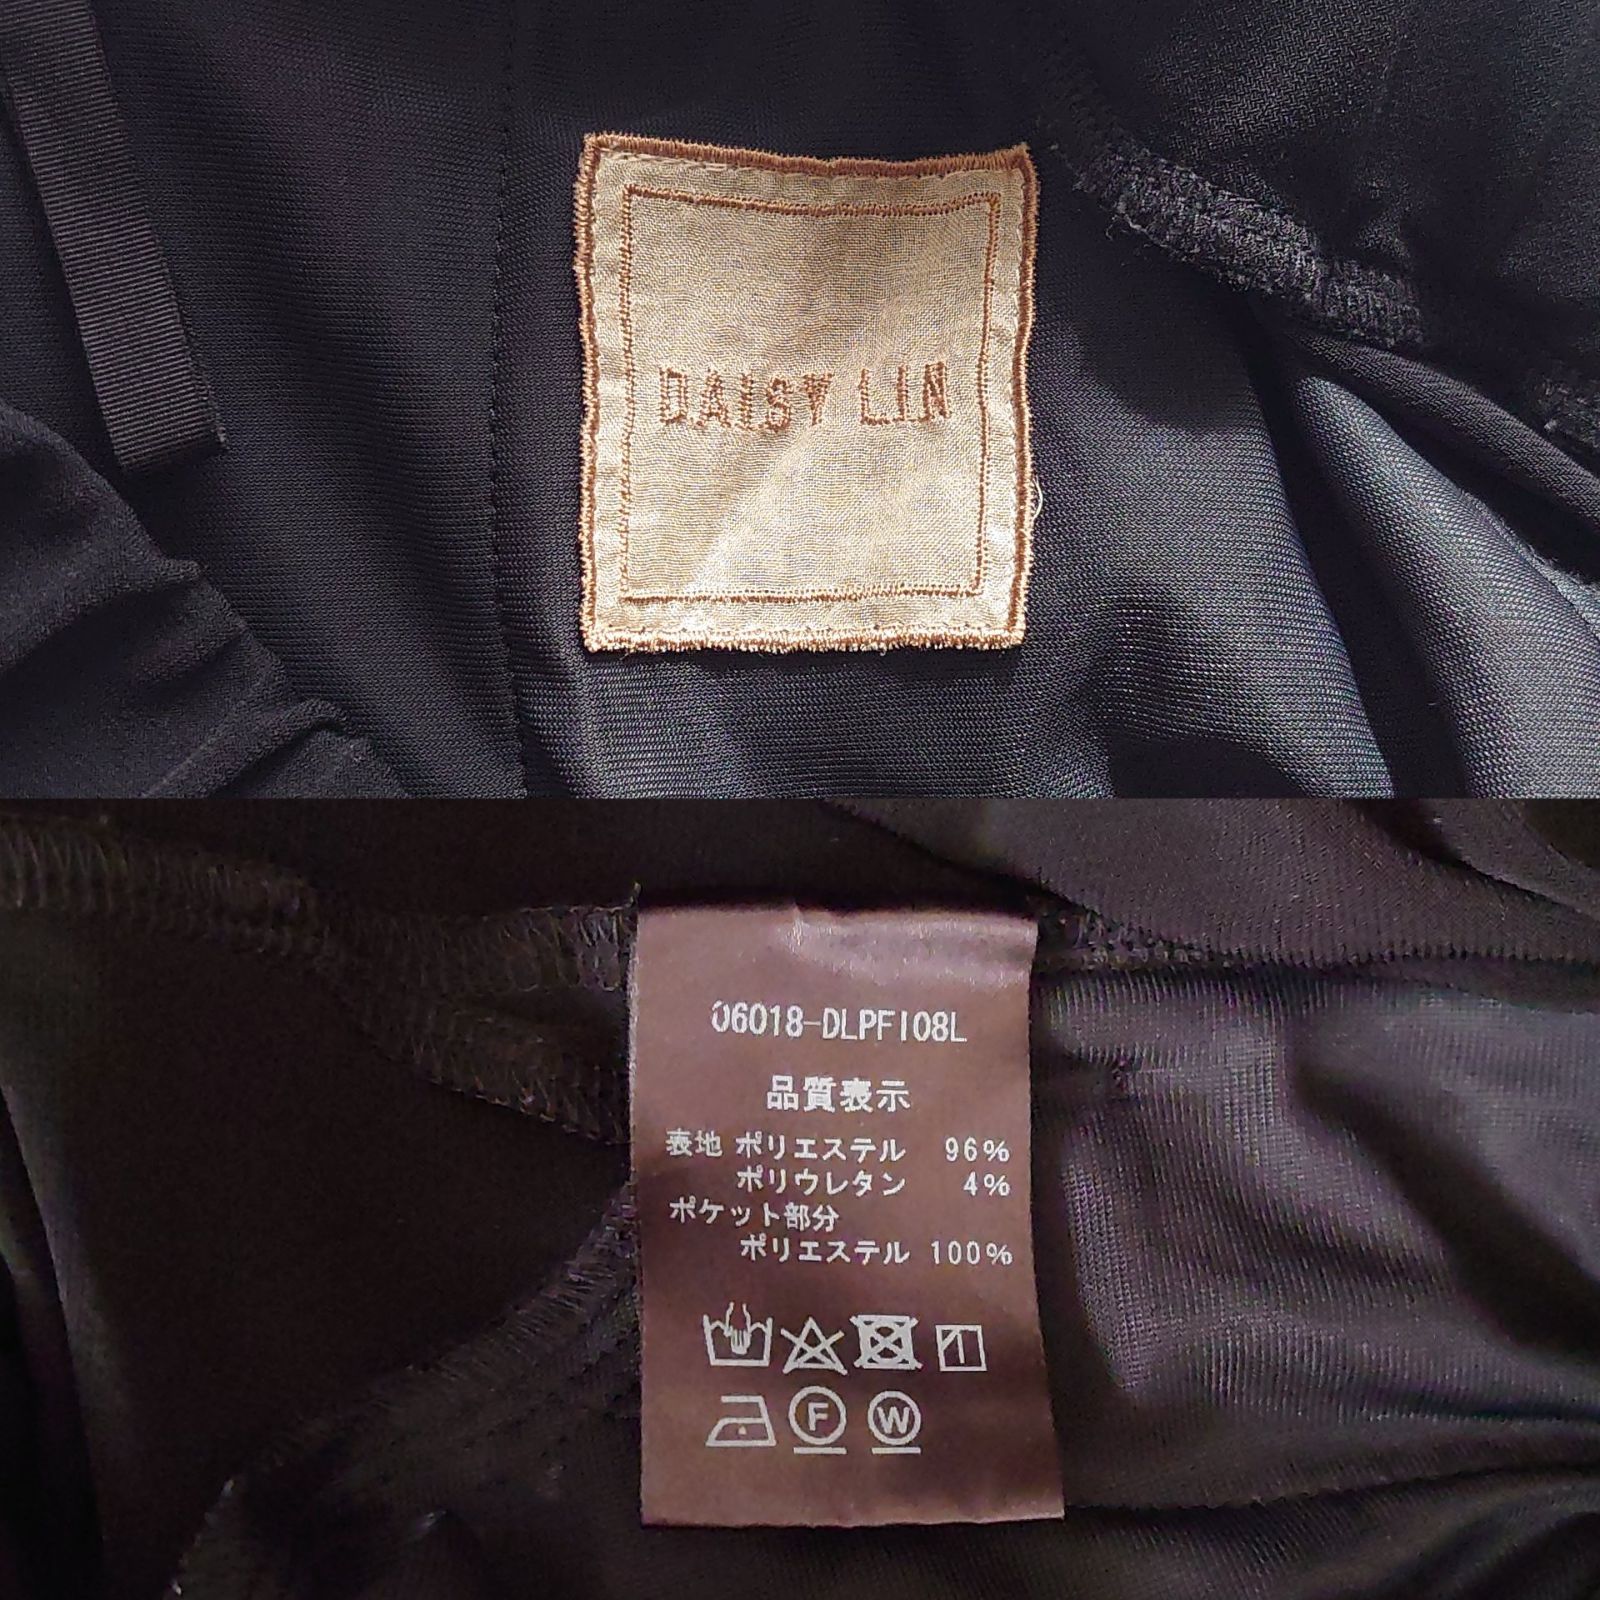 DAISY LIN
06018-DLPFI08L
品質表示
表地 ポリエステル 96%
ポリウレタン 4%
ポケット部分
ポリエステル 100%
F W